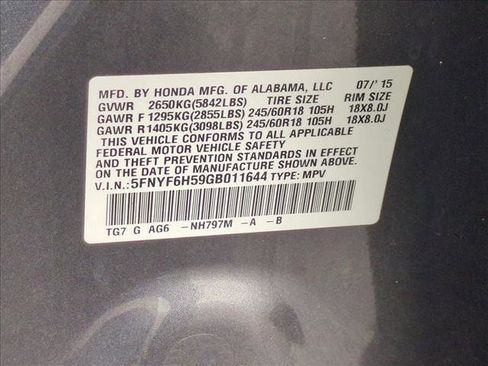 MFD. BY HONDA MFG. OF ALABAMA, LLC 07/'15
GVWR 2650KG(5842LBS) TIRE SIZE RIM SIZE
GAWR F 1295KG(2855LBS) 245/60R18 105H 18X8.0J
GAWR R1405KG(3098LBS) 245/60R18 105H 18X8.0J
THIS VEHICLE CONFORMS TO ALL APPLICABLE
FEDERAL MOTOR VEHICLE SAFETY
AND THEFT PREVENTION STANDARDS IN EFFECT
ON THE DATE OF MANUFACTURE SHOWN ABOVE.
V.I.N.: 5FNYF6H59GB011644 TYPE: MPV
TG7 G AG6 -NH797M -A -B